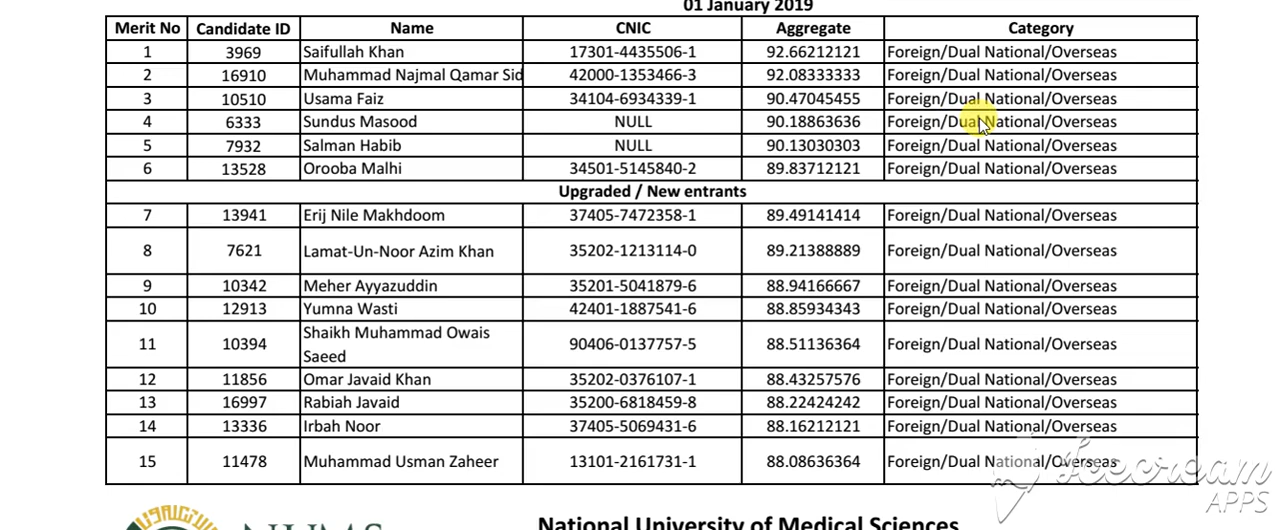 01 January 2019
Merit No Candidate ID Name CNIC Aggregate Category
1 3969 Saifullah Khan 17301-4435506-1 92.66212121 Foreign/Dual National/Overseas
2 16910 Muhammad Najmal Qamar Sid 42000-1353466-3 92.08333333 Foreign/Dual National/Overseas
3 10510 Usama Faiz 34104-6934339-1 90.47045455 Foreign/Dual National/Overseas
4 6333 Sundus Masood NULL 90.18863636 Foreign/Dual National/Overseas
5 7932 Salman Habib NULL 90.13030303 Foreign/Dual National/Overseas
6 13528 Orooba Malhi 34501-5145840-2 89.83712121 Foreign/Dual National/Overseas
Upgraded / New entrants
7 13941 Erij Nile Makhdoom 37405-7472358-1 89.49141414 Foreign/Dual National/Overseas
8 7621 Lamat-Un-Noor Azim Khan 35202-1213114-0 89.21388889 Foreign/Dual National/Overseas
9 10342 Meher Ayyazuddin 35201-5041879-6 88.94166667 Foreign/Dual National/Overseas
10 12913 Yumna Wasti 42401-1887541-6 88.85934343 Foreign/Dual National/Overseas
11 10394 Shaikh Muhammad Owais
Saeed 90406-0137757-5 88.51136364 Foreign/Dual National/Overseas
12 11856 Omar Javaid Khan 35202-0376107-1 88.43257576 Foreign/Dual National/Overseas
13 16997 Rabiah Javaid 35200-6818459-8 88.22424242 Foreign/Dual National/Overseas
14 13336 Irbah Noor 37405-5069431-6 88.16212121 Foreign/Dual National/Overseas
15 11478 Muhammad Usman Zaheer 13101-2161731-1 88.08636364 Foreign/Dual National/Overseas
Icecream
APPS
NUMS
National University of Medical Sciences